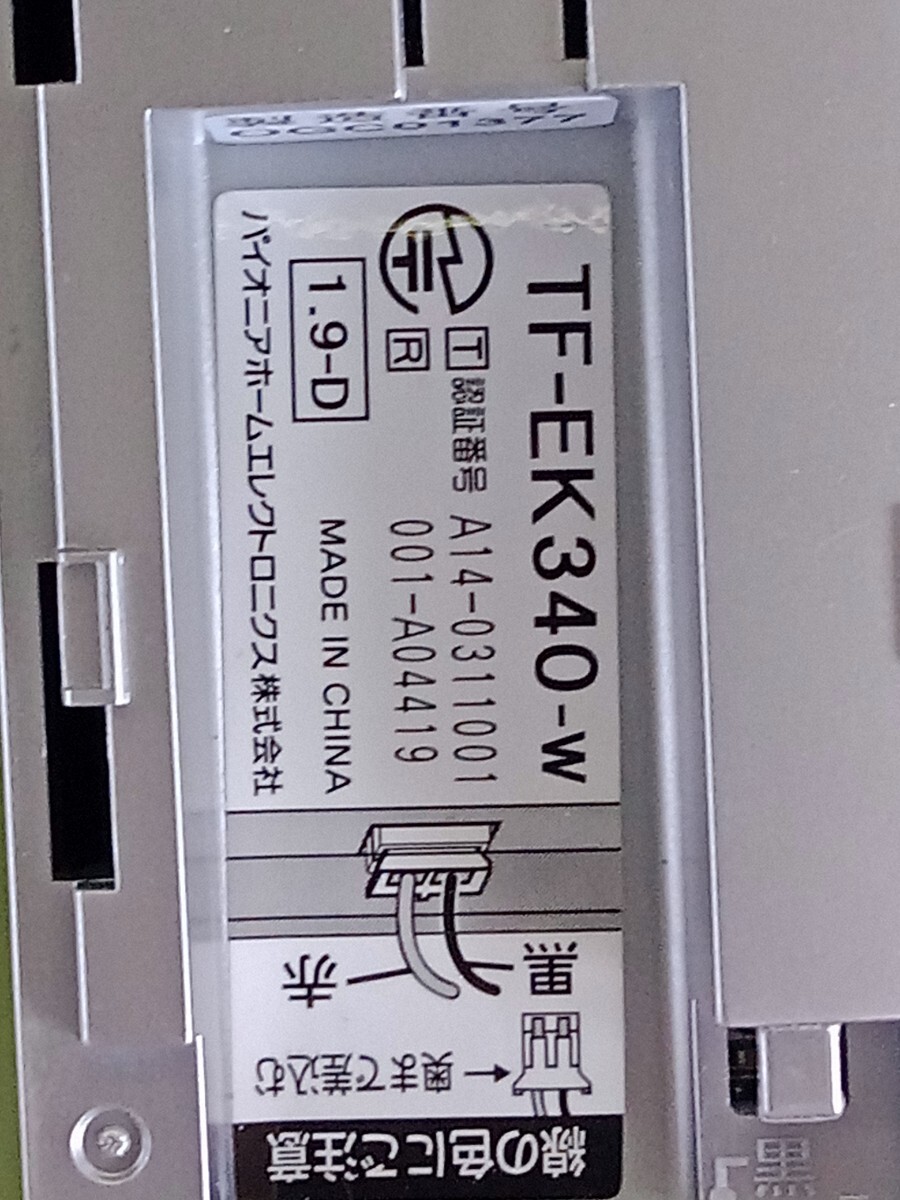 TF-EK340-W
T 認証番号 A14-0311001
R 001-A04419
1.9-D
MADE IN CHINA
パイオニアホームエレクトロニクス株式会社
黒
赤
奥まで差込む
線の色にご注意